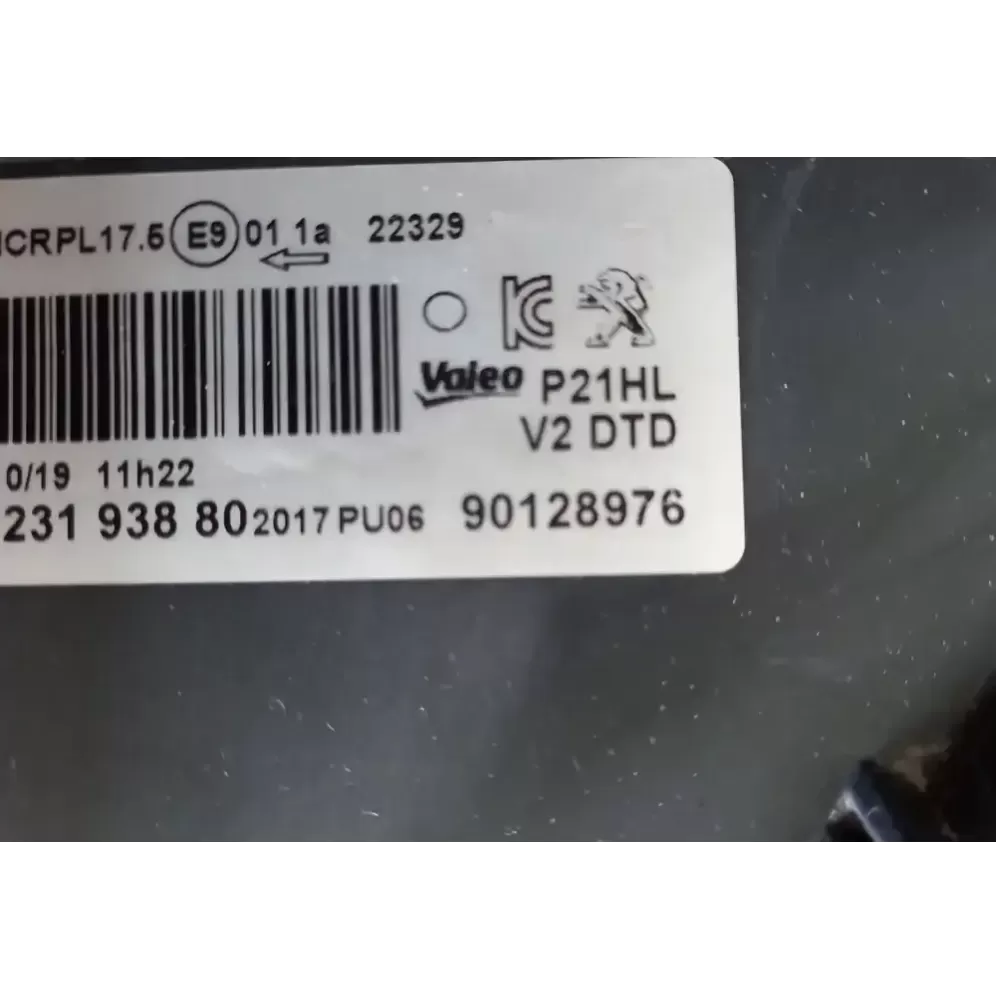 CRPL17.5 E9 01 1a 22329
KC
Valeo P21HL
V2 DTD
0/19 11h22
231 938 80 2017 PU06 90128976